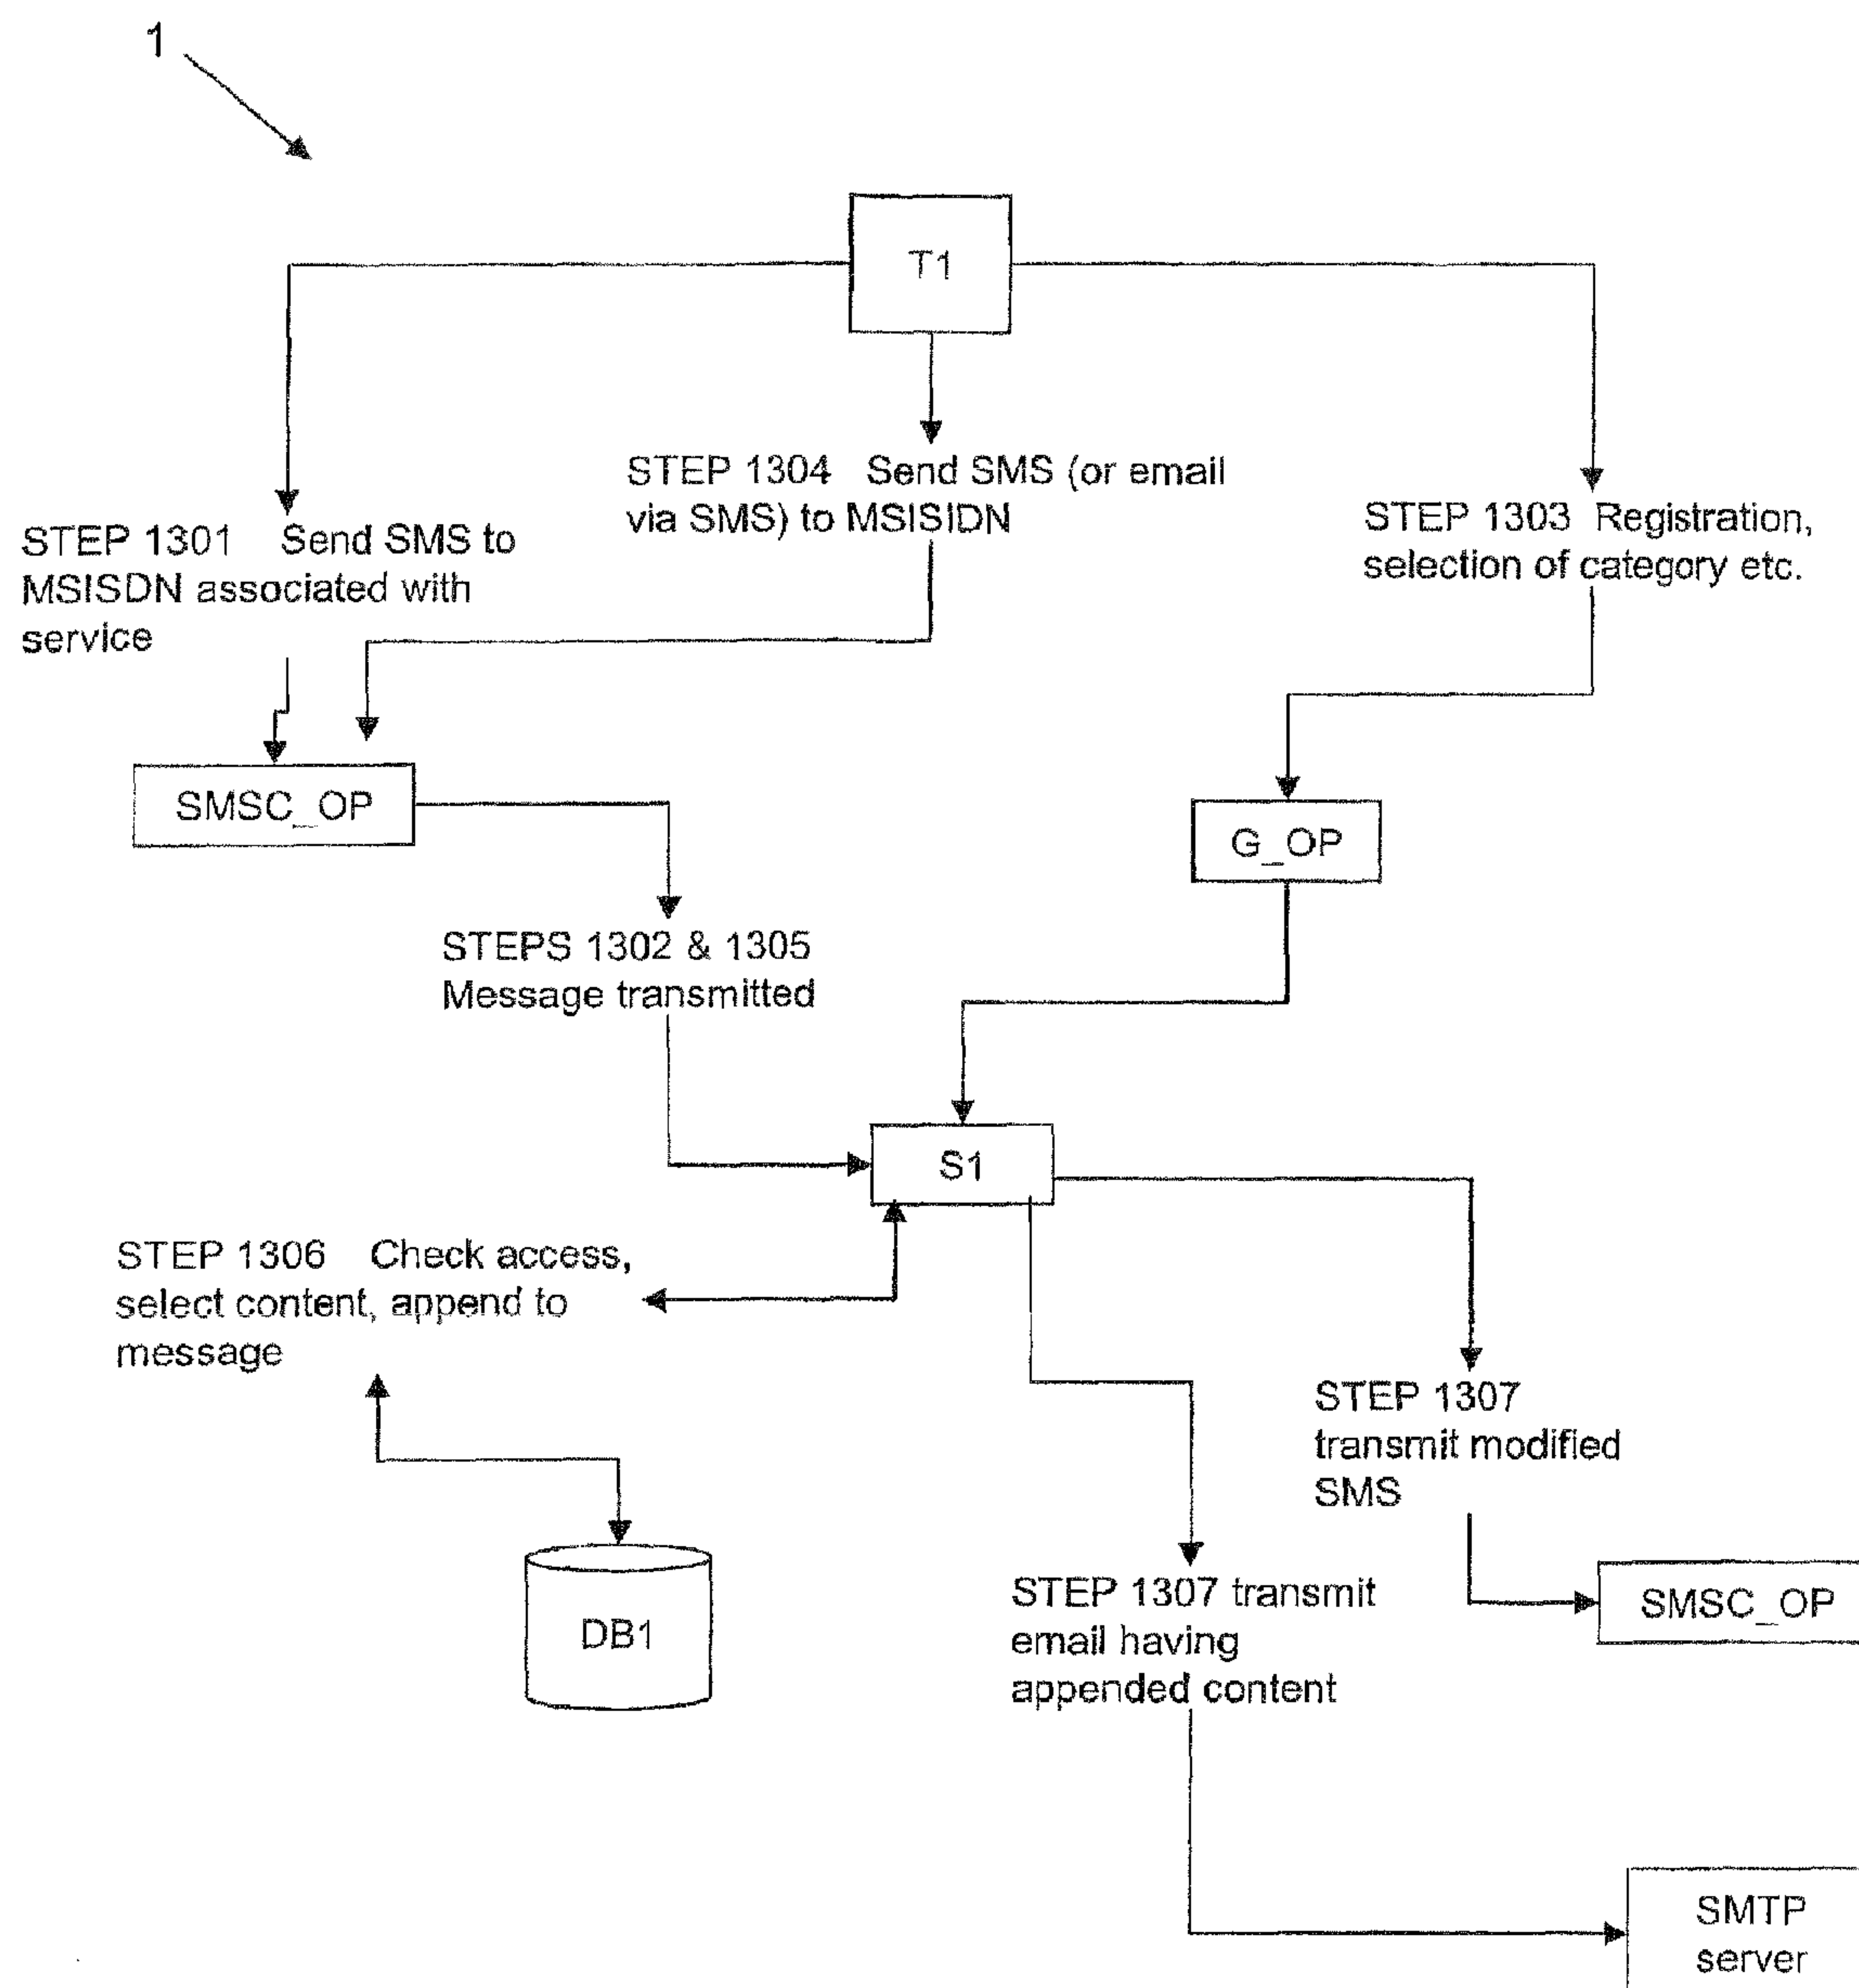 1
T1
STEP 1304 Send SMS (or email
via SMS) to MSISIDN
STEP 1301 Send SMS to
MSISDN associated with
service
STEP 1303 Registration,
selection of category etc.
SMSC_OP
G_OP
STEPS 1302 & 1305
Message transmitted
S1
STEP 1306 Check access,
select content, append to
message
STEP 1307
transmit modified
SMS
DB1
STEP 1307 transmit
email having
appended content
SMSC_OP
SMTP
server